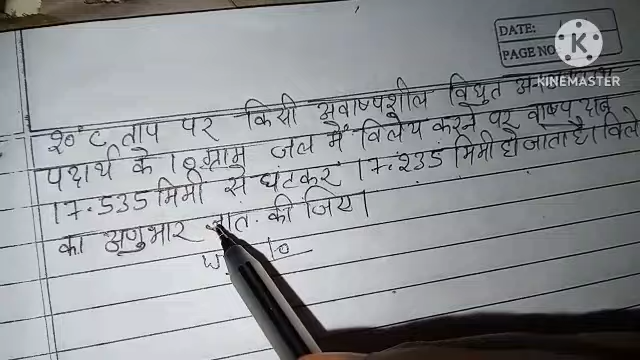 DATE:
PAGE NO
KINEMASTER
२०°C ताप पर किसी अवाष्पशील विधुत
पदार्थ के 10 ग्राम जल में विलेय करने पर वाष्प दाब
17.535 मिमी से घटकर 17.235 मिमी हो जाता है। विले
का अणुभार ज्ञात कीजिए।
10